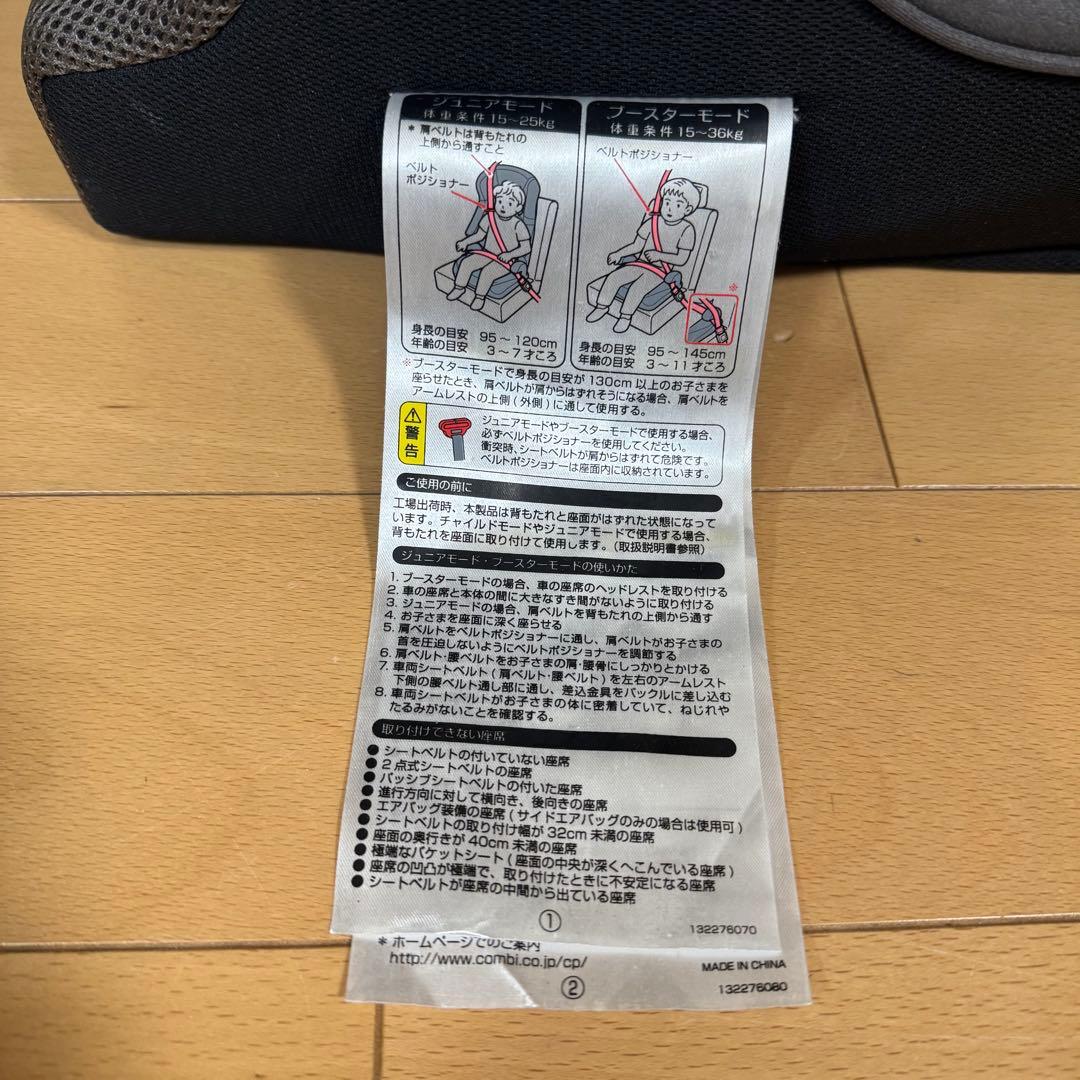 ジュニアモード
体重条件 15～25kg
* 肩ベルトは背もたれの
上側から通すこと
ベルト
ポジショナー
身長の目安 95～120cm
年齢の目安 3～7才ころ
ブースターモード
体重条件 15～36kg
ベルトポジショナー
※
身長の目安 95～145cm
年齢の目安 3～11才ころ
※ブースターモードで身長の目安が130cm以上のお子さまを
座らせたとき、肩ベルトが肩からはずれそうになる場合、肩ベルトを
アームレストの上側(外側)に通して使用する。
警告
ジュニアモードやブースターモードで使用する場合、
必ずベルトポジショナーを使用してください。
衝突時、シートベルトが肩からはずれて危険です。
ベルトポジショナーは座面内に収納されています。
ご使用の前に
工場出荷時、本製品は背もたれと座面がはずれた状態になって
います。チャイルドモードやジュニアモードで使用する場合、
背もたれを座面に取り付けて使用します。(取扱説明書参照)
ジュニアモード・ブースターモードの使いかた
1. ブースターモードの場合、車の座席のヘッドレストを取り付ける
2. 車の座席と本体の間に大きなすき間がないように取り付ける
3. ジュニアモードの場合、肩ベルトを背もたれの上側から通す
4. お子さまを座面に深く座らせる
5. 肩ベルトをベルトポジショナーに通し、肩ベルトがお子さまの
首を圧迫しないようにベルトポジショナーを調節する
6. 肩ベルト・腰ベルトをお子さまの肩・腰骨にしっかりとかける
7. 車両シートベルト(肩ベルト・腰ベルト)を左右のアームレスト
下側の腰ベルト通し部に通し、差込金具をバックルに差し込む
8. 車両シートベルトがお子さまの体に密着していて、ねじれや
たるみがないことを確認する。
取り付けできない座席
●シートベルトの付いていない座席
●2点式シートベルトの座席
●パッシブシートベルトの付いた座席
●進行方向に対して横向き、後向きの座席
●エアバッグ装備の座席(サイドエアバッグのみの場合は使用可)
●シートベルトの取り付け幅が32cm未満の座席
●座面の奥行きが40cm未満の座席
●極端なバケットシート(座面の中央が深くへこんでいる座席)
●座席の凹凸が極端で、取り付けたときに不安定になる座席
●シートベルトが座席の中間から出ている座席
①
132276070
* ホームページでのご案内
http://www.combi.co.jp/cp/
MADE IN CHINA
②
132276080